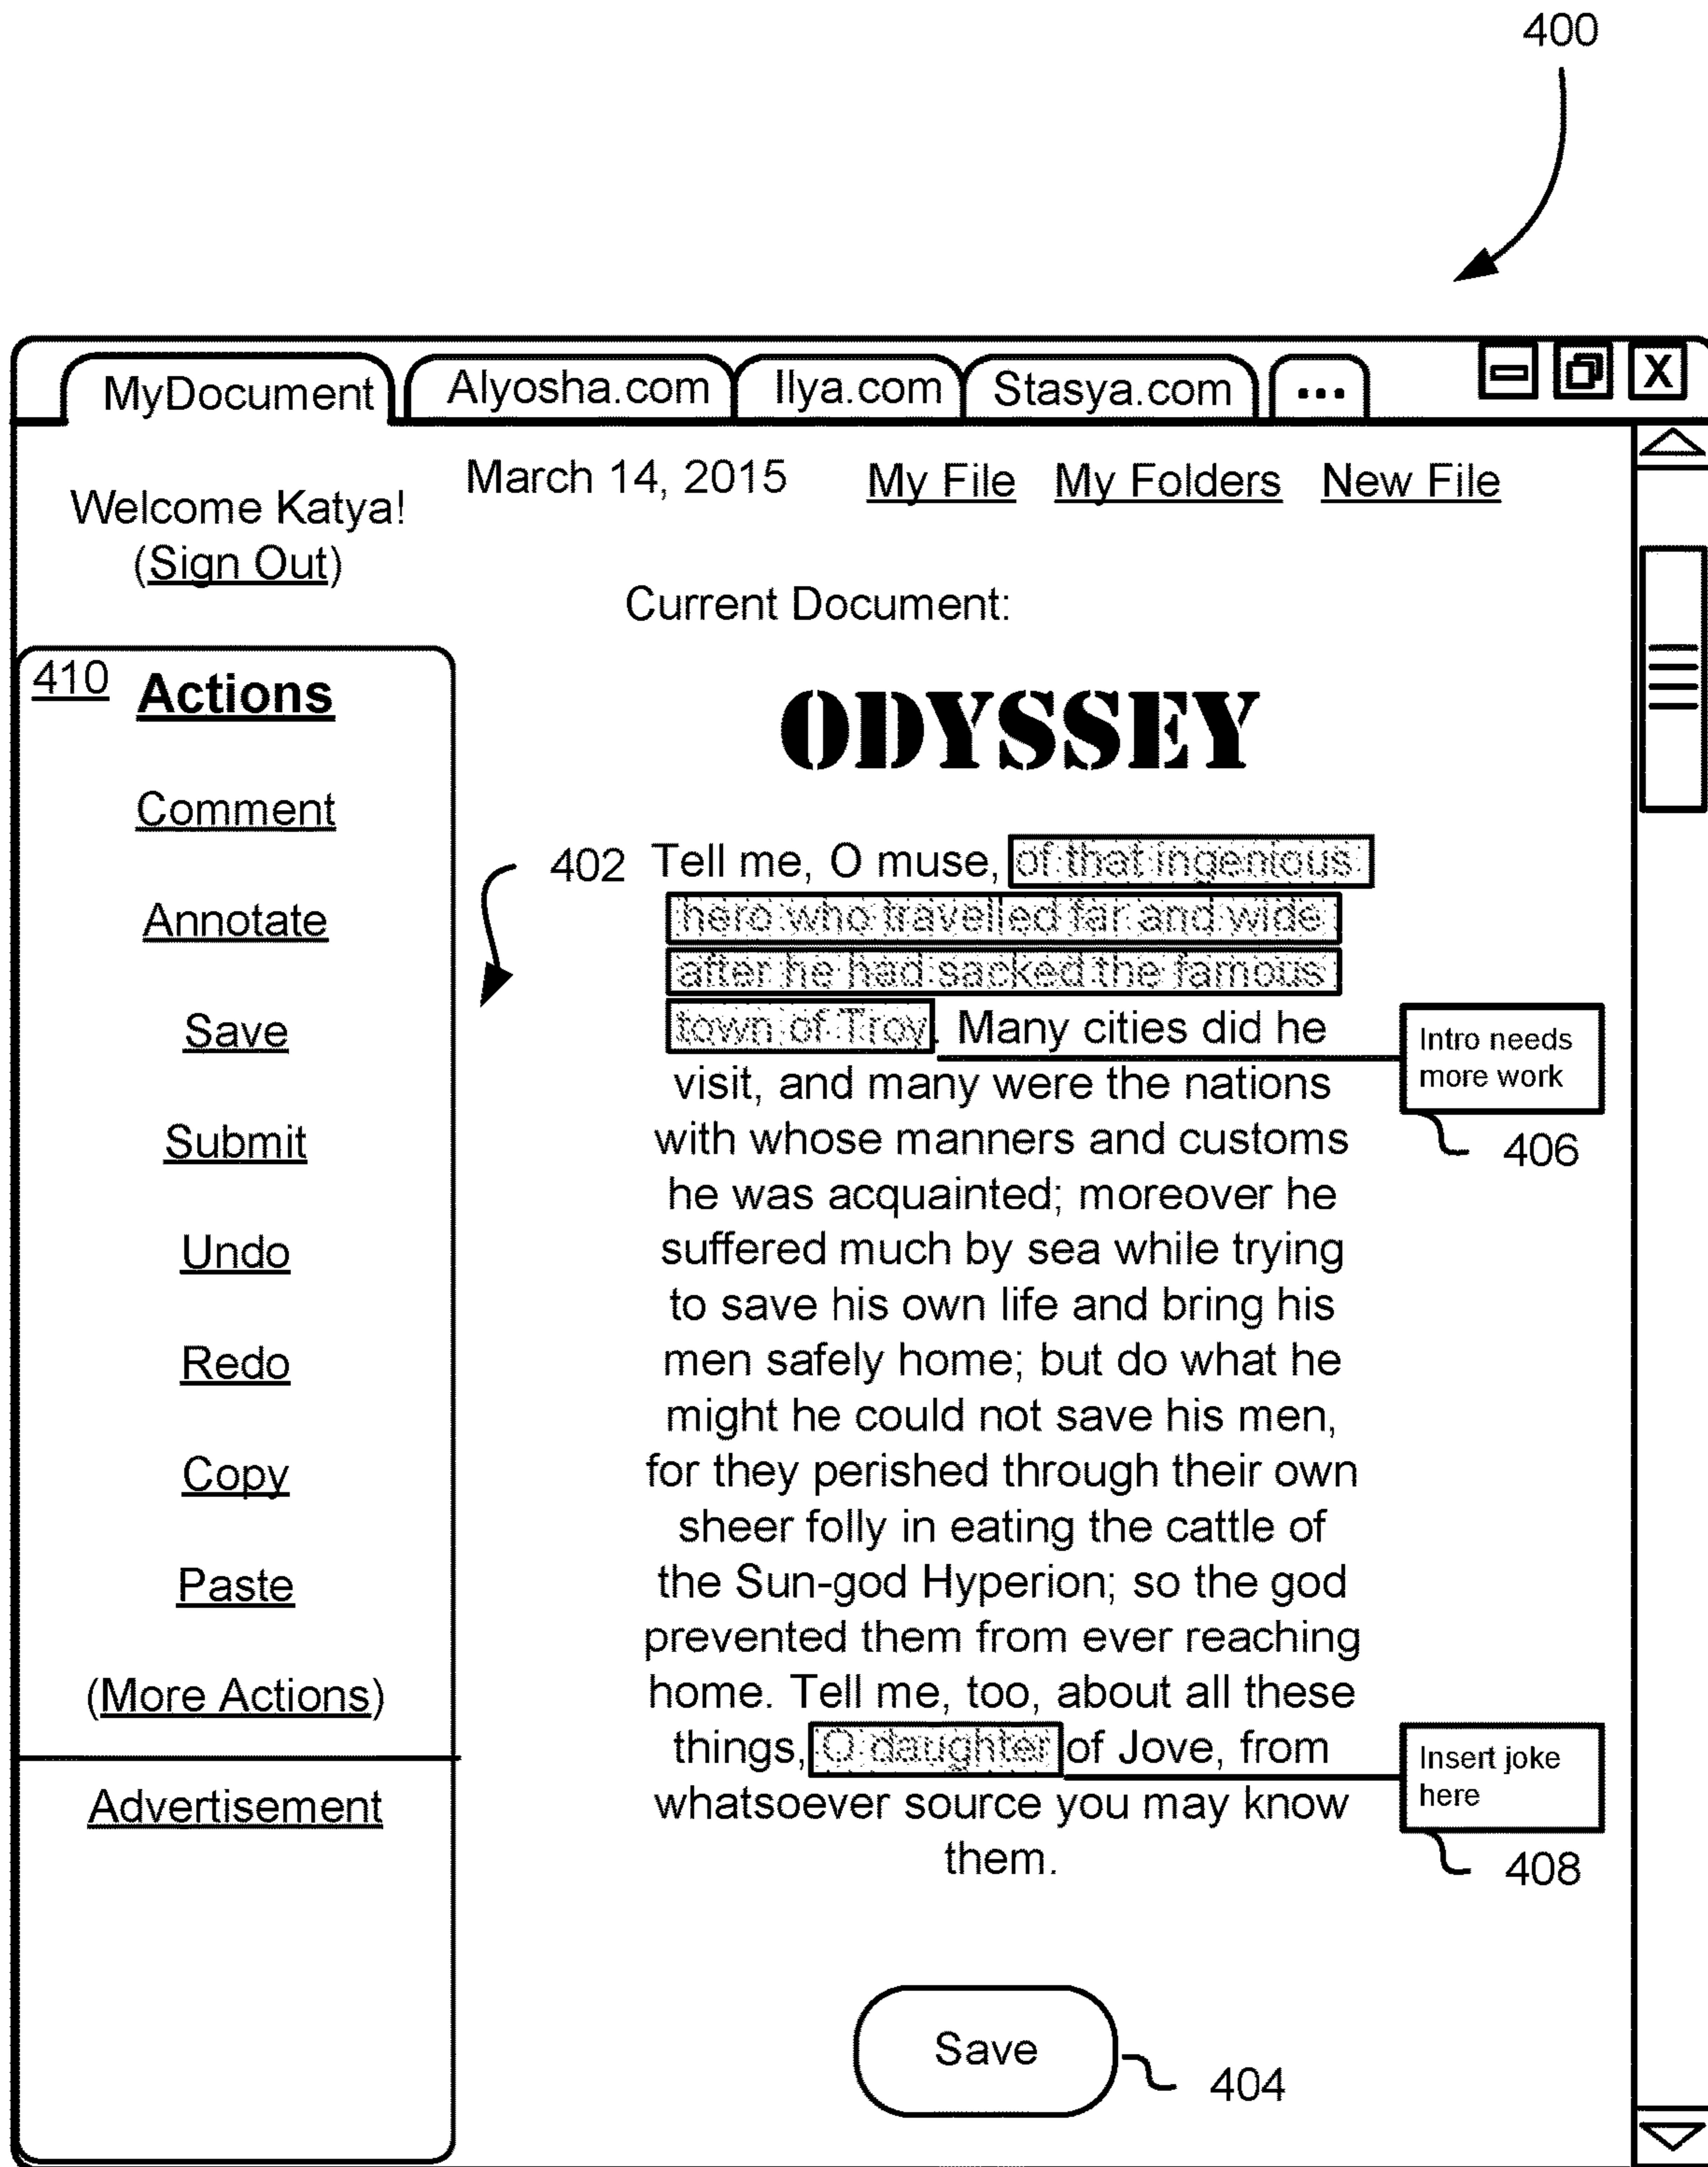 400
MyDocument Alyosha.com Ilya.com Stasya.com ...
X
March 14, 2015 My File My Folders New File
Welcome Katya!
(Sign Out)
Current Document:
410 Actions
Comment
Annotate
Save
Submit
Undo
Redo
Copy
Paste
(More Actions)
Advertisement
ODYSSEY
402 Tell me, O muse, of that ingenious
hero who travelled far and wide
after he had sacked the famous
town of Troy. Many cities did he
visit, and many were the nations
with whose manners and customs
he was acquainted; moreover he
suffered much by sea while trying
to save his own life and bring his
men safely home; but do what he
might he could not save his men,
for they perished through their own
sheer folly in eating the cattle of
the Sun-god Hyperion; so the god
prevented them from ever reaching
home. Tell me, too, about all these
things, O daughter of Jove, from
whatsoever source you may know
them.
Intro needs
more work
406
Insert joke
here
408
Save
404